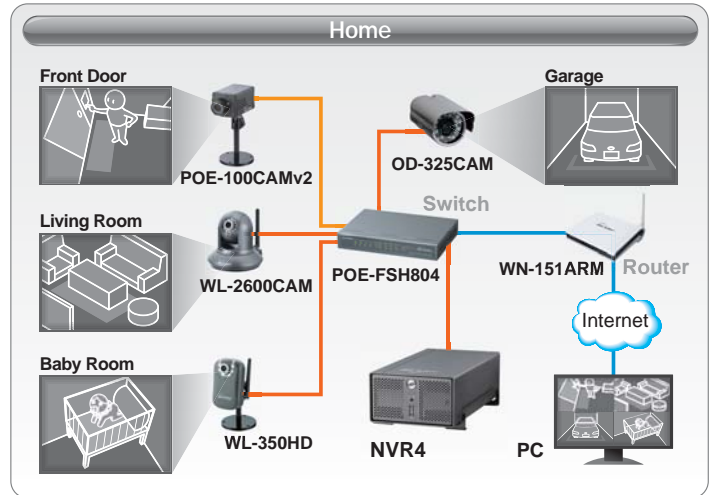 Home
Front Door
Garage
POE-100CAMv2
OD-325CAM
Switch
Living Room
WL-2600CAM
POE-FSH804
WN-151ARM
Router
Internet
Baby Room
WL-350HD
NVR4
PC